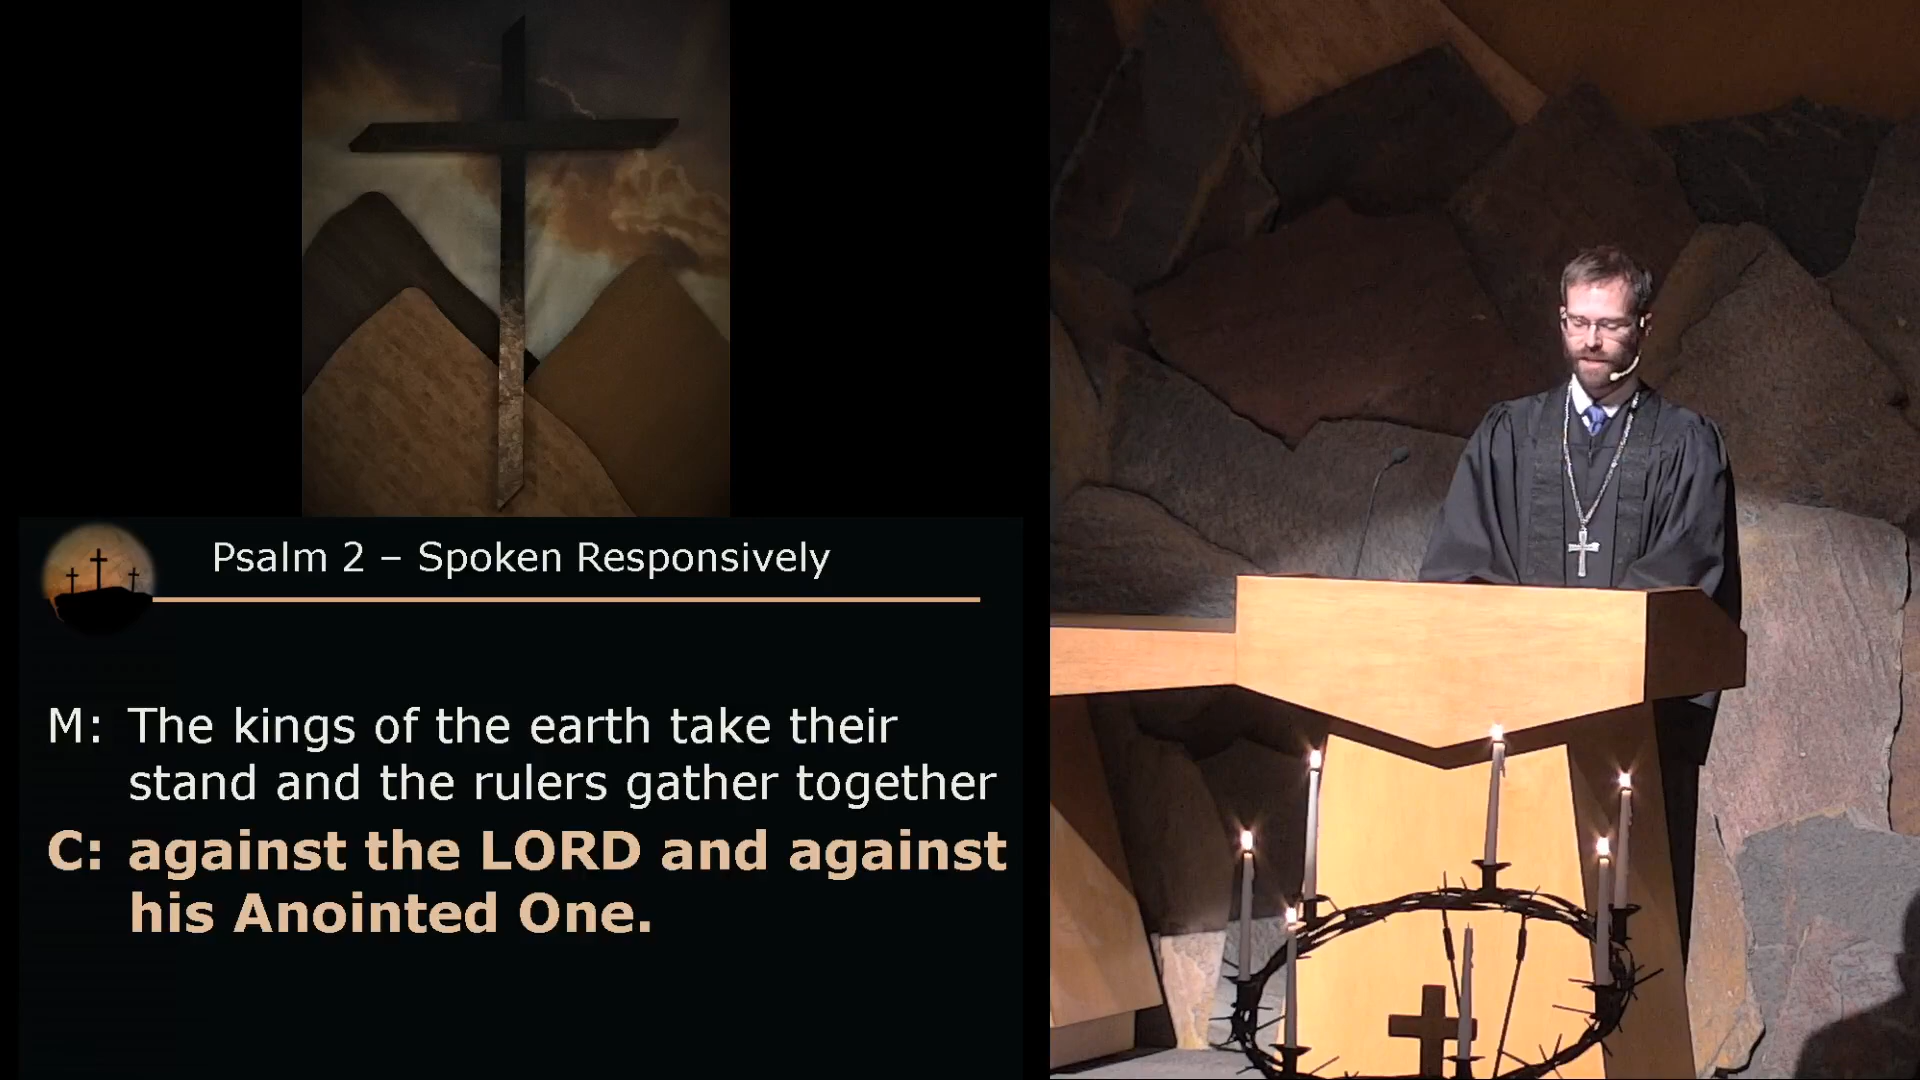 Psalm 2 – Spoken Responsively
M: The kings of the earth take their
stand and the rulers gather together
C: against the LORD and against
his Anointed One.